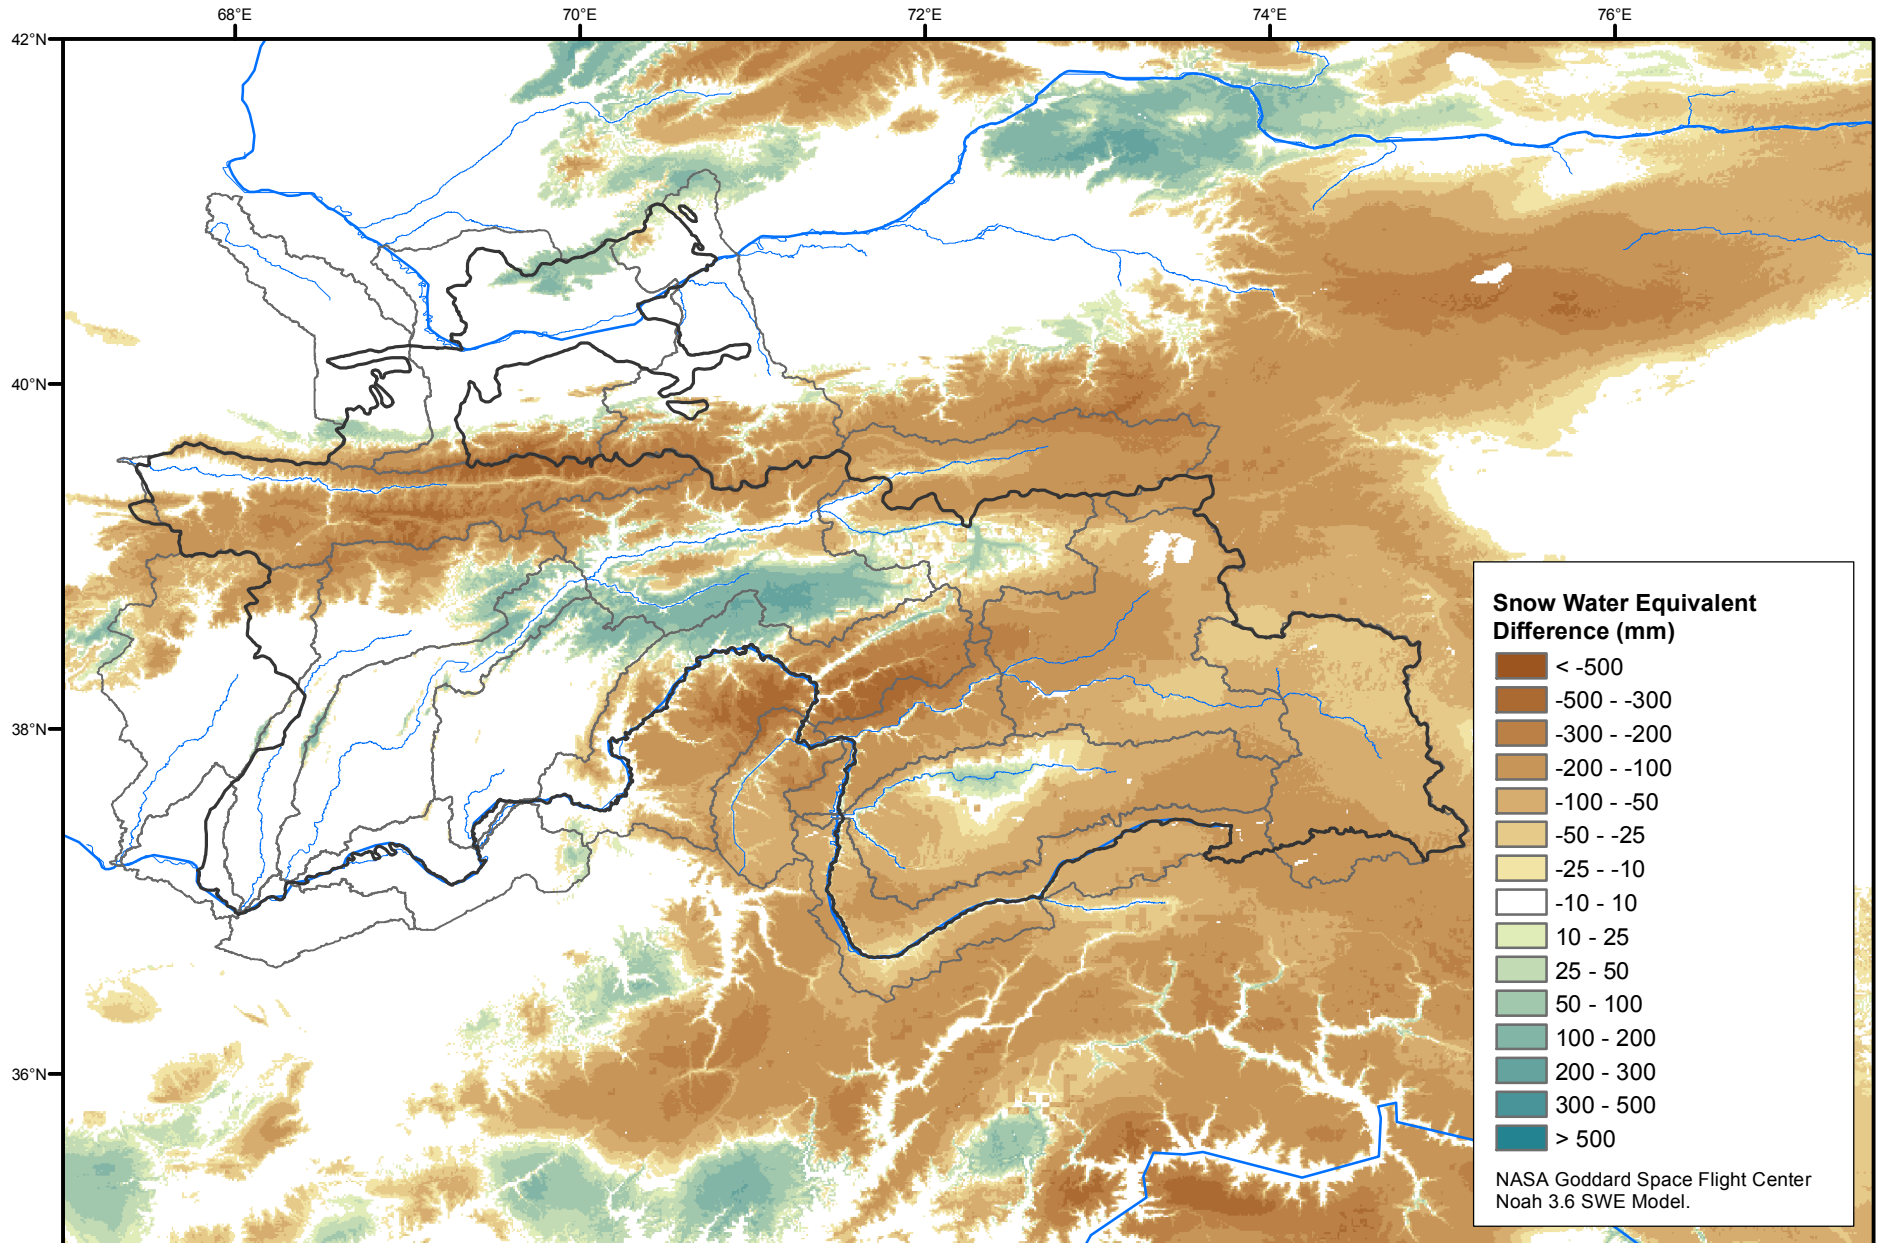 68°E
70°E
72°E
74°E
76°E
42°N
40°N
38°N
36°N
Snow Water Equivalent
Difference (mm)
< -500
-500 - -300
-300 - -200
-200 - -100
-100 - -50
-50 - -25
-25 - -10
-10 - 10
10 - 25
25 - 50
50 - 100
100 - 200
200 - 300
300 - 500
> 500
NASA Goddard Space Flight Center
Noah 3.6 SWE Model.